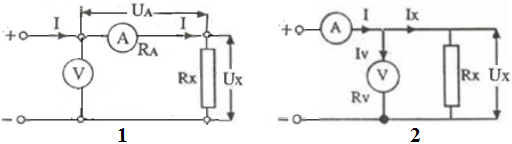 UA
I I
+ A RA
V Rx Ux
−
1
I Ix
+ A
Iv
V Rx Ux
Rv
−
2